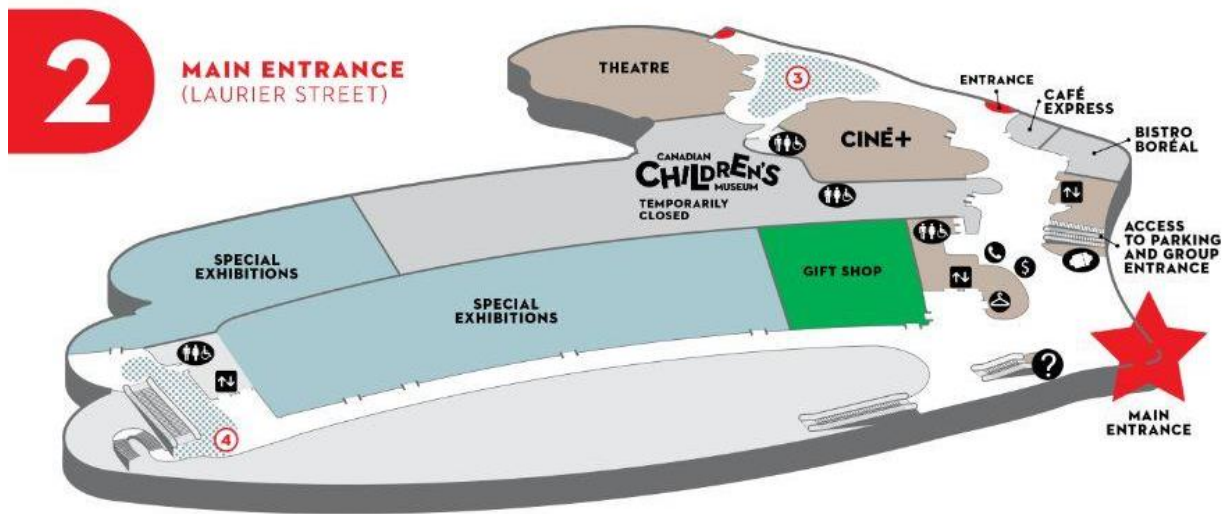 2
MAIN ENTRANCE
(LAURIER STREET)
THEATRE
3
ENTRANCE
CAFÉ
EXPRESS
BISTRO
BORÉAL
CINÉ+
CANADIAN
CHILDREN'S
MUSEUM
TEMPORARILY
CLOSED
ACCESS
TO PARKING
AND GROUP
ENTRANCE
SPECIAL
EXHIBITIONS
GIFT SHOP
$
SPECIAL
EXHIBITIONS
?
MAIN
ENTRANCE
4